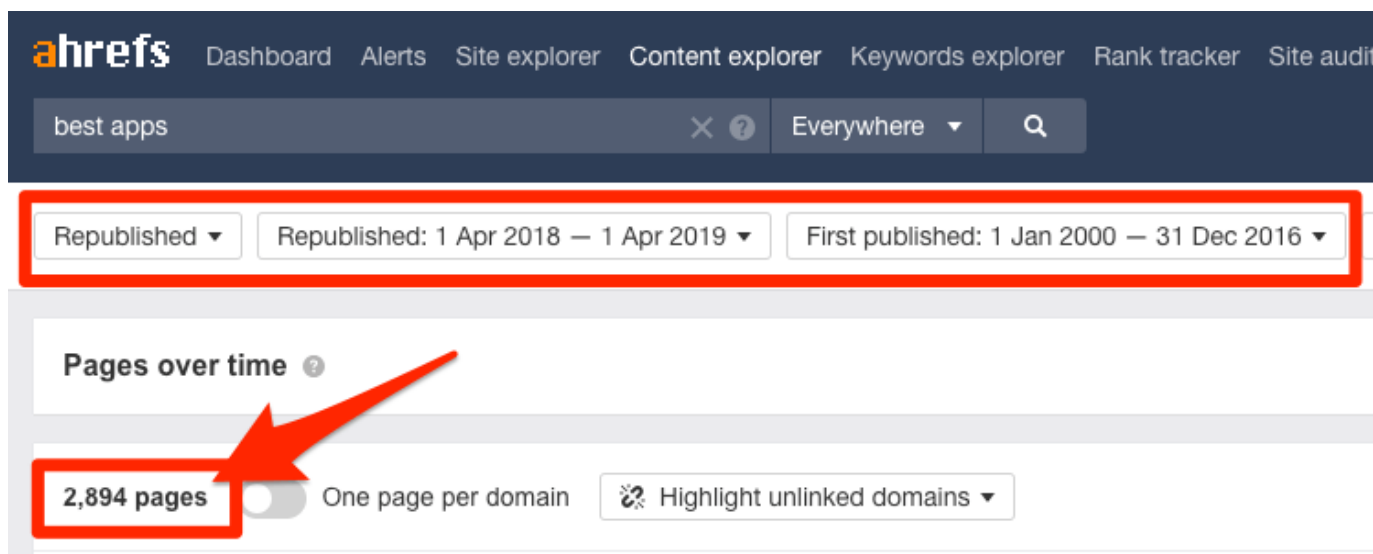 ahrefs Dashboard Alerts Site explorer Content explorer Keywords explorer Rank tracker Site audit
best apps Everywhere
Republished Republished: 1 Apr 2018 — 1 Apr 2019 First published: 1 Jan 2000 — 31 Dec 2016
Pages over time
2,894 pages One page per domain Highlight unlinked domains